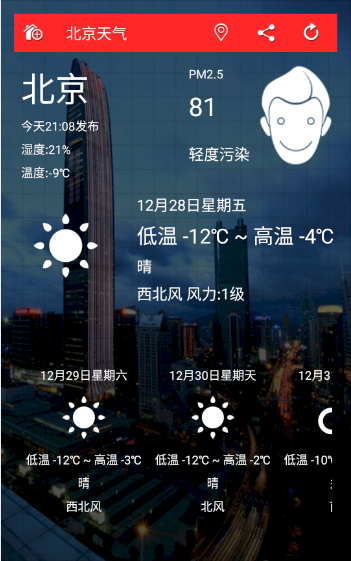 北京天气
北京
今天21:08发布
湿度:21%
温度:-9℃
PM2.5
81
轻度污染
12月28日星期五
低温 -12℃ ~ 高温 -4℃
晴
西北风 风力:1级
12月29日星期六
低温 -12℃ ~ 高温 -3℃
晴
西北风
12月30日星期天
低温 -12℃ ~ 高温 -2℃
晴
北风
12月3
低温 -10